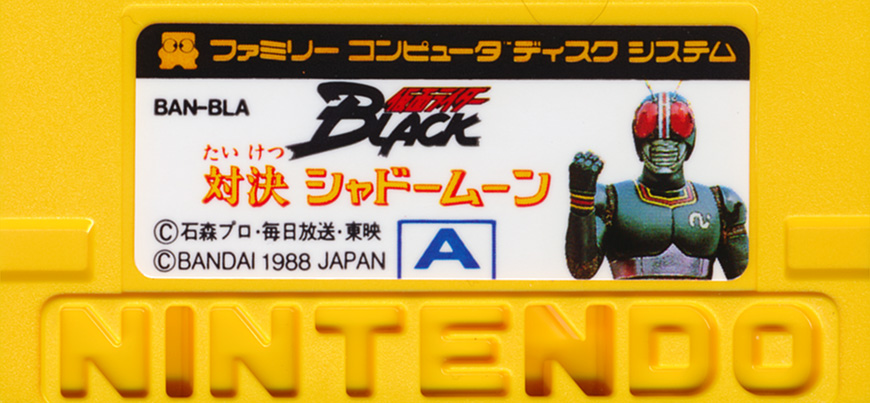 ファミリー コンピュータ™ ディスク システム
BAN-BLA
仮面ライダー
BLACK
たい けつ
対決 シャドームーン
©石森プロ・毎日放送・東映
©BANDAI 1988 JAPAN
A
NINTENDO